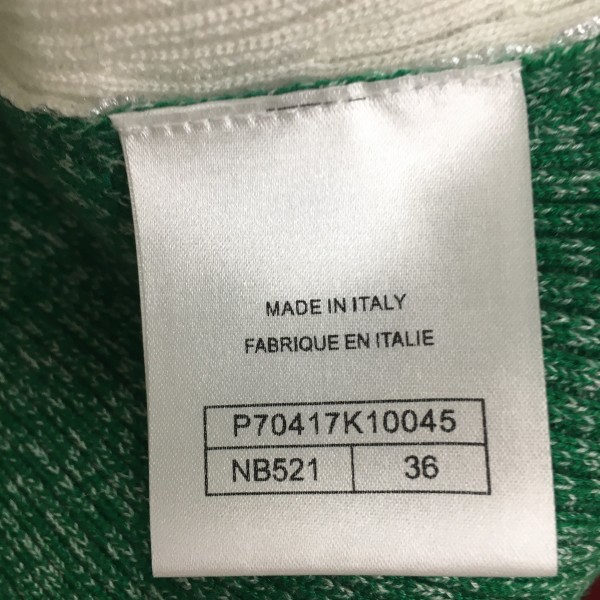 MADE IN ITALY
FABRIQUE EN ITALIE
P70417K10045
NB521 36